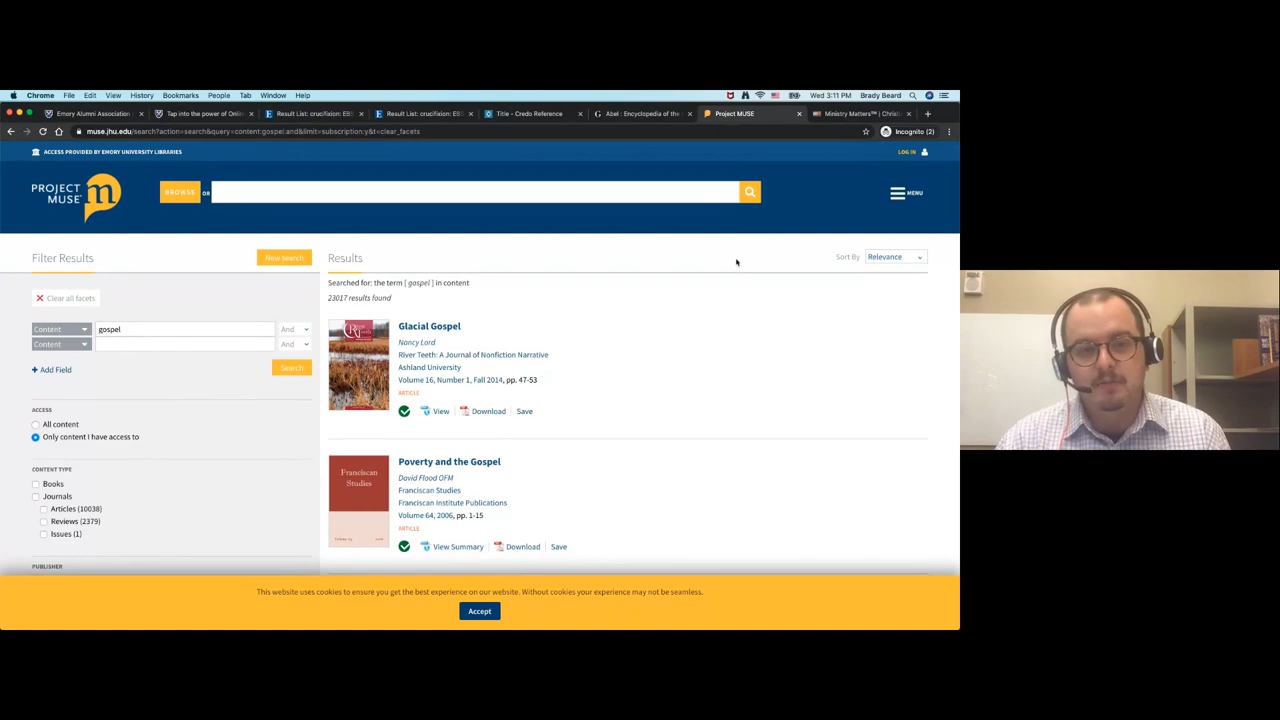 Chrome File Edit View History Bookmarks People Tab Window Help Wed 3:11 PM Brady Beard
Emory Alumni Association Tap into the power of Onlin Result List: crucifixion: EBS Result List: crucifixion: EBS Title – Credo Reference Abel : Encyclopedia of the Project MUSE Ministry Matters™ | Christ
muse.jhu.edu/search?action=search&query=content:gospel:and&limit=subscription:y&t=clear_facets Incognito (2)
ACCESS PROVIDED BY EMORY UNIVERSITY LIBRARIES LOG IN
PROJECT MUSE
BROWSE OR MENU
Filter Results New search
Results Sort By Relevance
Searched for: the term [ gospel ] in content
23017 results found
Clear all facets
Content gospel And
Content And
Search
+ Add Field
ACCESS
All content
Only content I have access to
CONTENT TYPE
Books
Journals
Articles (10038)
Reviews (2379)
Issues (1)
PUBLISHER
Glacial Gospel
Nancy Lord
River Teeth: A Journal of Nonfiction Narrative
Ashland University
Volume 16, Number 1, Fall 2014, pp. 47-53
ARTICLE
View Download Save
Franciscan
Studies
Poverty and the Gospel
David Flood OFM
Franciscan Studies
Franciscan Institute Publications
Volume 64, 2006, pp. 1-15
ARTICLE
View Summary Download Save
This website uses cookies to ensure you get the best experience on our website. Without cookies your experience may not be seamless.
Accept